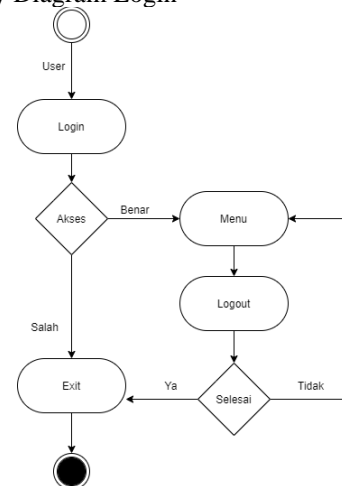 Diagram Login
User
Login
Akses
Benar
Menu
Logout
Salah
Exit
Ya
Selesai
Tidak